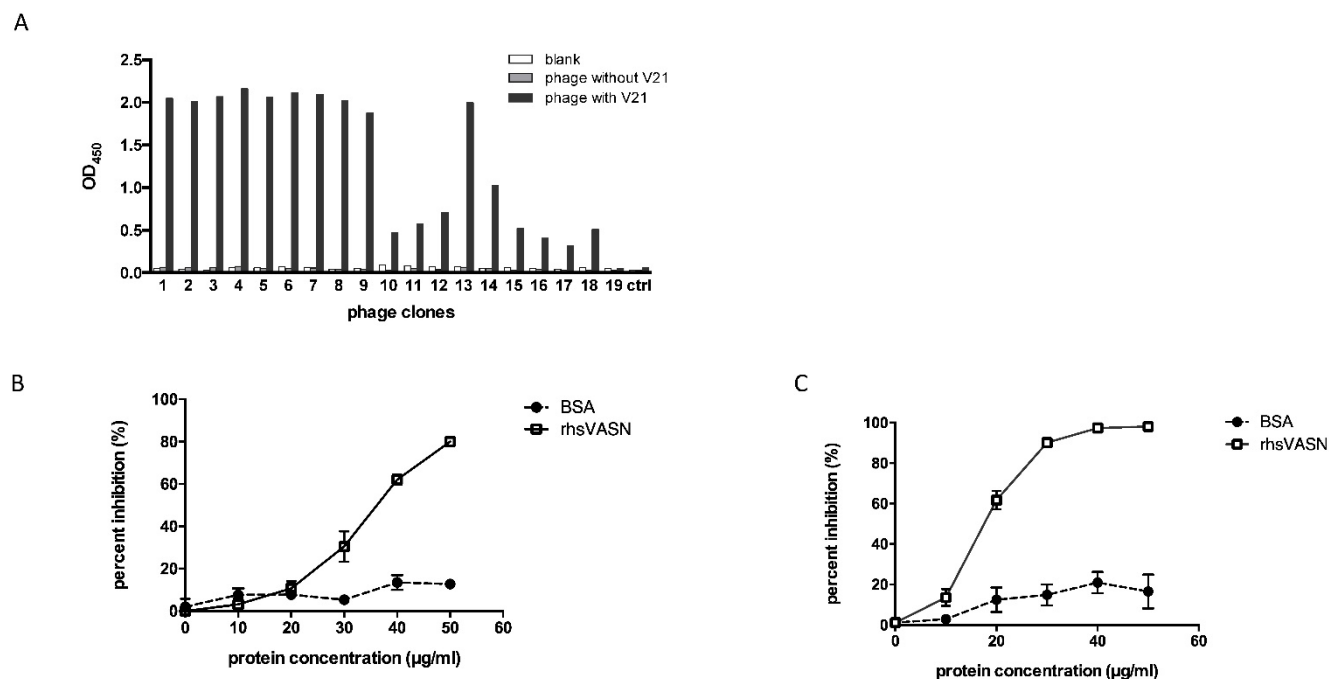 A
blank
phage without V21
phage with V21
2.5
2.0
1.5
1.0
0.5
0.0
OD450
1 2 3 4 5 6 7 8 9 10 11 12 13 14 15 16 17 18 19 ctrl
phage clones
B
BSA
rhsVASN
100
80
60
40
20
0
percent inhibition (%)
0 10 20 30 40 50 60
protein concentration (µg/ml)
C
BSA
rhsVASN
100
80
60
40
20
0
percent inhibition (%)
0 20 40 60
protein concentration (µg/ml)